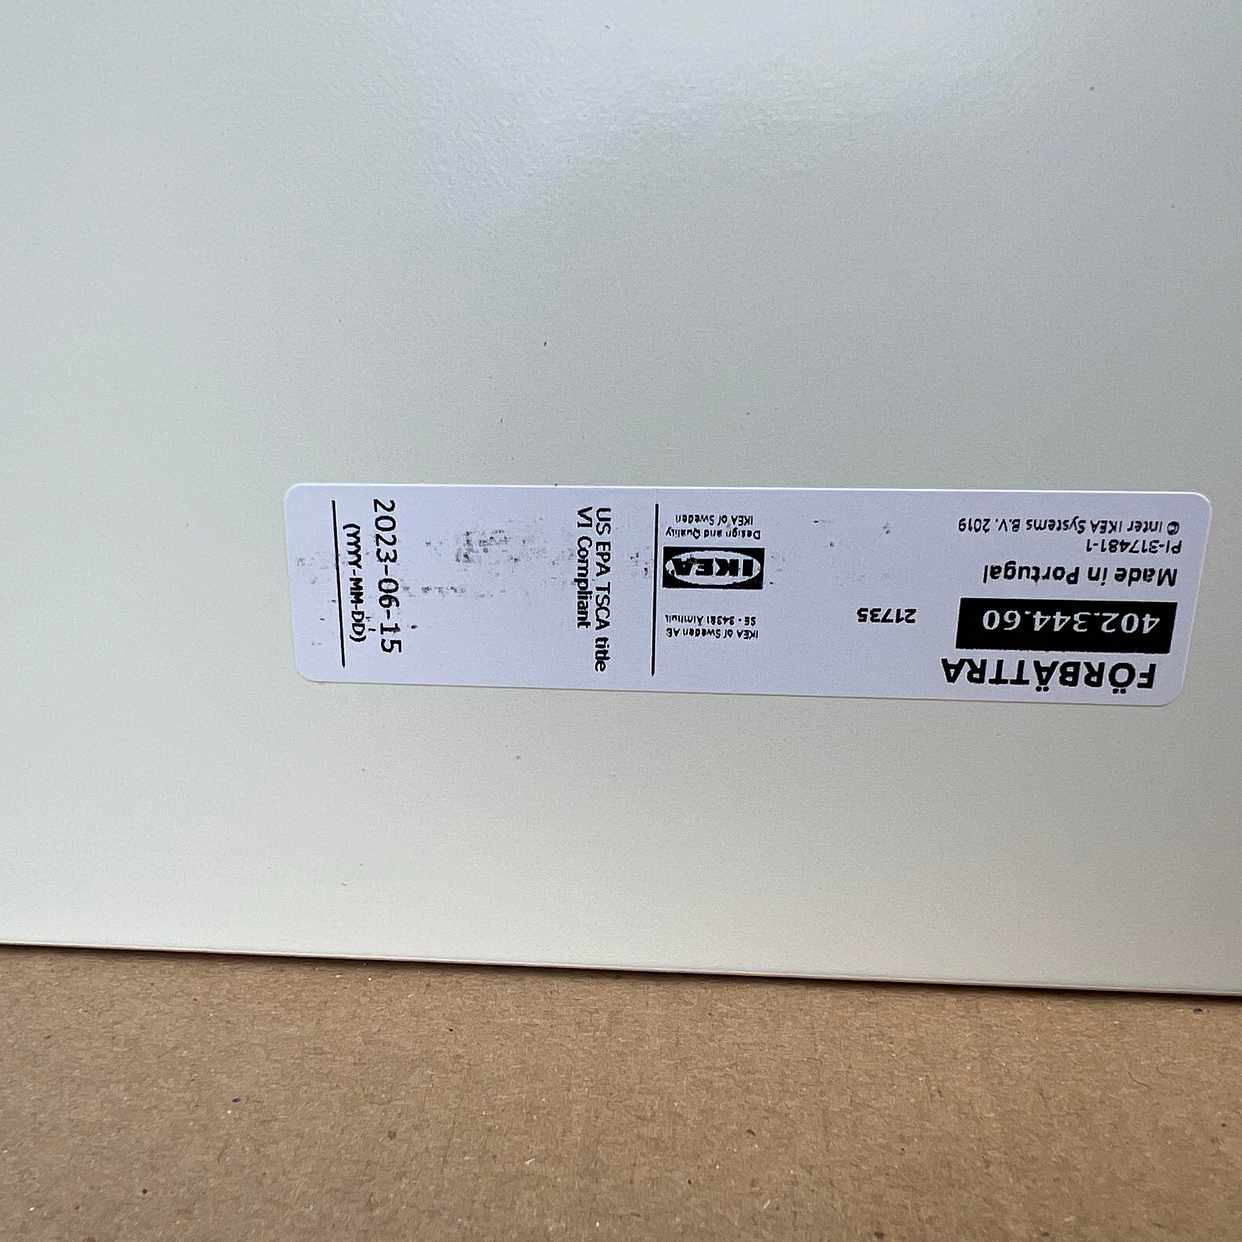 FÖRBÄTTRA
402.344.60
21735
Made in Portugal
PI-317481-1
© Inter IKEA Systems B.V. 2019
IKEA of Sweden AB
SE - 34381 Älmhult
IKEA
Design and Quality
IKEA of Sweden
US EPA TSCA title
VI Compliant
2023-06-15
(YYYY-MM-DD)